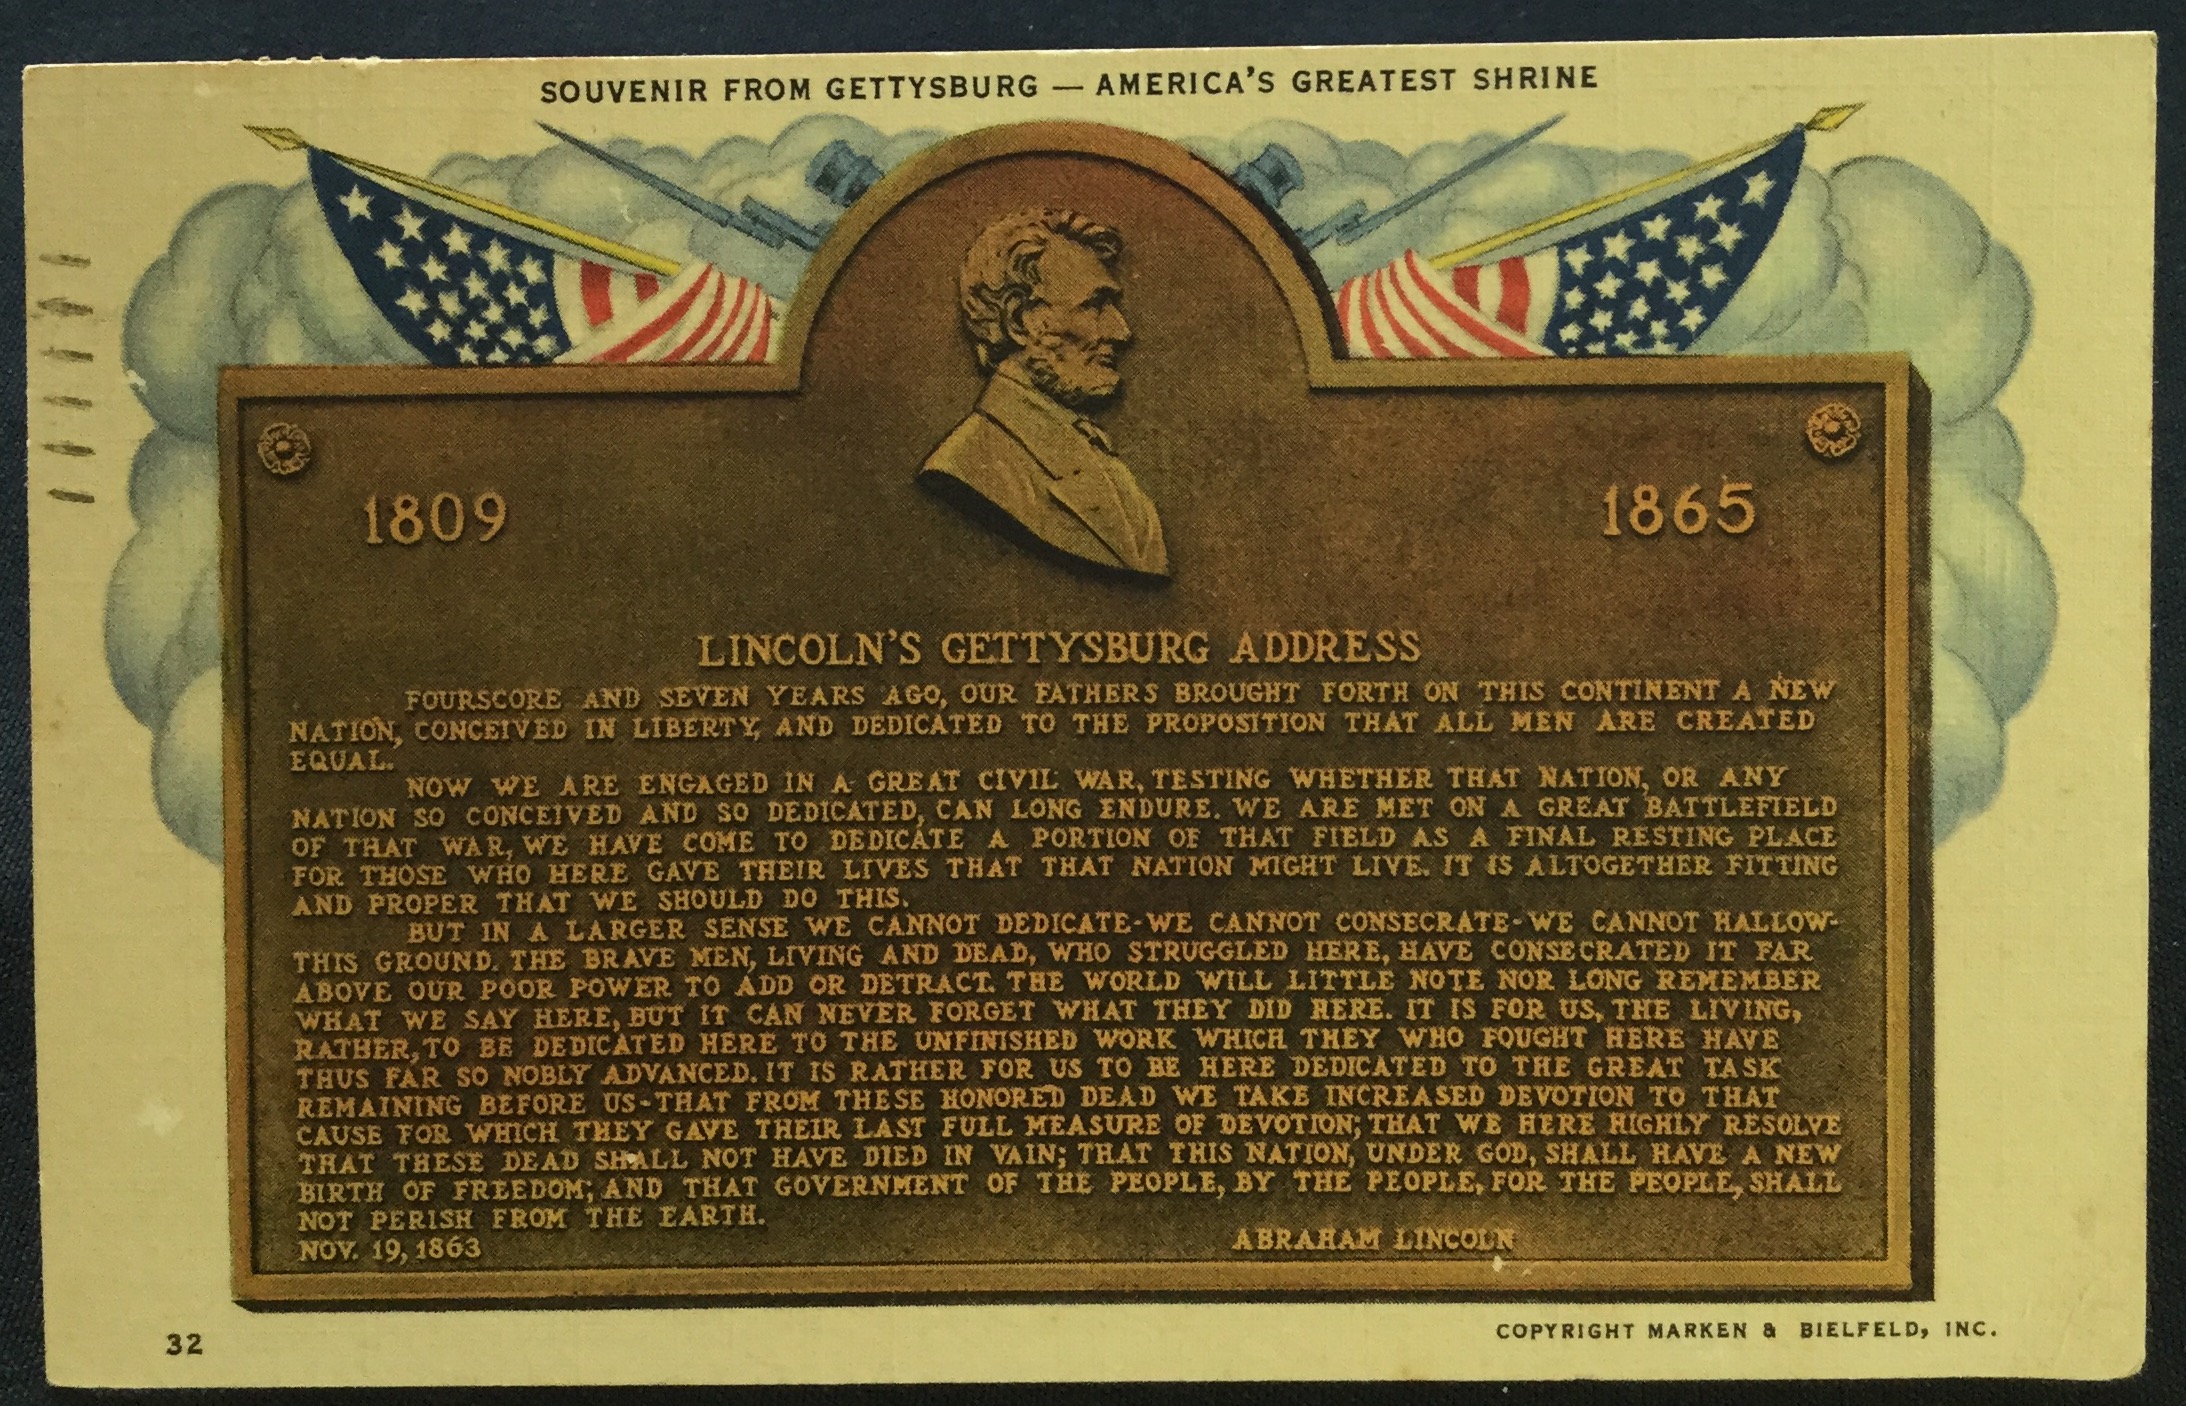 SOUVENIR FROM GETTYSBURG — AMERICA'S GREATEST SHRINE
1809
1865
LINCOLN'S GETTYSBURG ADDRESS
FOURSCORE AND SEVEN YEARS AGO, OUR FATHERS BROUGHT FORTH ON THIS CONTINENT A NEW
NATION, CONCEIVED IN LIBERTY, AND DEDICATED TO THE PROPOSITION THAT ALL MEN ARE CREATED
EQUAL.
NOW WE ARE ENGAGED IN A GREAT CIVIL WAR, TESTING WHETHER THAT NATION, OR ANY
NATION SO CONCEIVED AND SO DEDICATED, CAN LONG ENDURE. WE ARE MET ON A GREAT BATTLEFIELD
OF THAT WAR, WE HAVE COME TO DEDICATE A PORTION OF THAT FIELD AS A FINAL RESTING PLACE
FOR THOSE WHO HERE GAVE THEIR LIVES THAT THAT NATION MIGHT LIVE. IT IS ALTOGETHER FITTING
AND PROPER THAT WE SHOULD DO THIS.
BUT IN A LARGER SENSE WE CANNOT DEDICATE-WE CANNOT CONSECRATE-WE CANNOT HALLOW-
THIS GROUND. THE BRAVE MEN, LIVING AND DEAD, WHO STRUGGLED HERE, HAVE CONSECRATED IT FAR
ABOVE OUR POOR POWER TO ADD OR DETRACT. THE WORLD WILL LITTLE NOTE NOR LONG REMEMBER
WHAT WE SAY HERE, BUT IT CAN NEVER FORGET WHAT THEY DID HERE. IT IS FOR US, THE LIVING,
RATHER, TO BE DEDICATED HERE TO THE UNFINISHED WORK WHICH THEY WHO FOUGHT HERE HAVE
THUS FAR SO NOBLY ADVANCED. IT IS RATHER FOR US TO BE HERE DEDICATED TO THE GREAT TASK
REMAINING BEFORE US-THAT FROM THESE HONORED DEAD WE TAKE INCREASED DEVOTION TO THAT
CAUSE FOR WHICH THEY GAVE THEIR LAST FULL MEASURE OF DEVOTION; THAT WE HERE HIGHLY RESOLVE
THAT THESE DEAD SHALL NOT HAVE DIED IN VAIN; THAT THIS NATION, UNDER GOD, SHALL HAVE A NEW
BIRTH OF FREEDOM; AND THAT GOVERNMENT OF THE PEOPLE, BY THE PEOPLE, FOR THE PEOPLE, SHALL
NOT PERISH FROM THE EARTH.
NOV. 19, 1863
ABRAHAM LINCOLN
32
COPYRIGHT MARKEN & BIELFELD, INC.